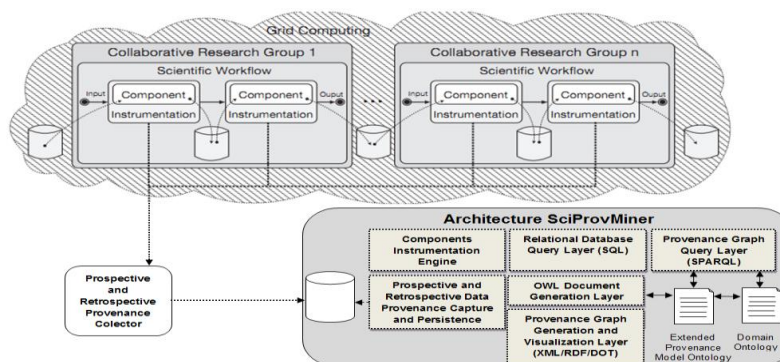 Grid Computing
Collaborative Research Group 1
Scientific Workflow
Input
Component
Instrumentation
Component
Instrumentation
Ouput
...
Collaborative Research Group n
Scientific Workflow
Input
Component
Instrumentation
Component
Instrumentation
Ouput
Architecture SciProvMiner
Components
Instrumentation
Engine
Relational Database
Query Layer (SQL)
Provenance Graph
Query Layer
(SPARQL)
Prospective
and
Retrospective
Provenance
Colector
Prospective and
Retrospective Data
Provenance Capture
and Persistence
OWL Document
Generation Layer
Provenance Graph
Generation and
Visualization Layer
(XML/RDF/DOT)
Extended
Provenance
Model Ontology
Domain
Ontology